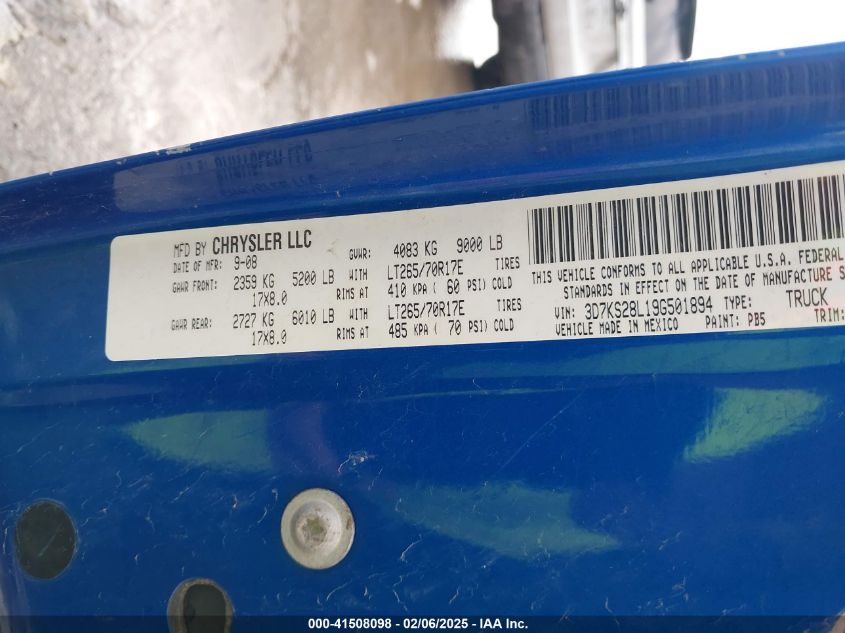 MFD BY CHRYSLER LLC
DATE OF MFR: 9-08 GVWR: 4083 KG 9000 LB
GAWR FRONT: 2359 KG 5200 LB WITH LT265/70R17E TIRES
17X8.0 RIMS AT 410 KPA ( 60 PSI) COLD
GAWR REAR: 2727 KG 6010 LB WITH LT265/70R17E TIRES
17X8.0 RIMS AT 485 KPA ( 70 PSI) COLD
THIS VEHICLE CONFORMS TO ALL APPLICABLE U.S.A. FEDERAL
STANDARDS IN EFFECT ON THE DATE OF MANUFACTURE
VIN: 3D7KS28L19G501894 TYPE: TRUCK
VEHICLE MADE IN MEXICO PAINT: PB5 TRIM:
000-41508098 - 02/06/2025 - IAA Inc.